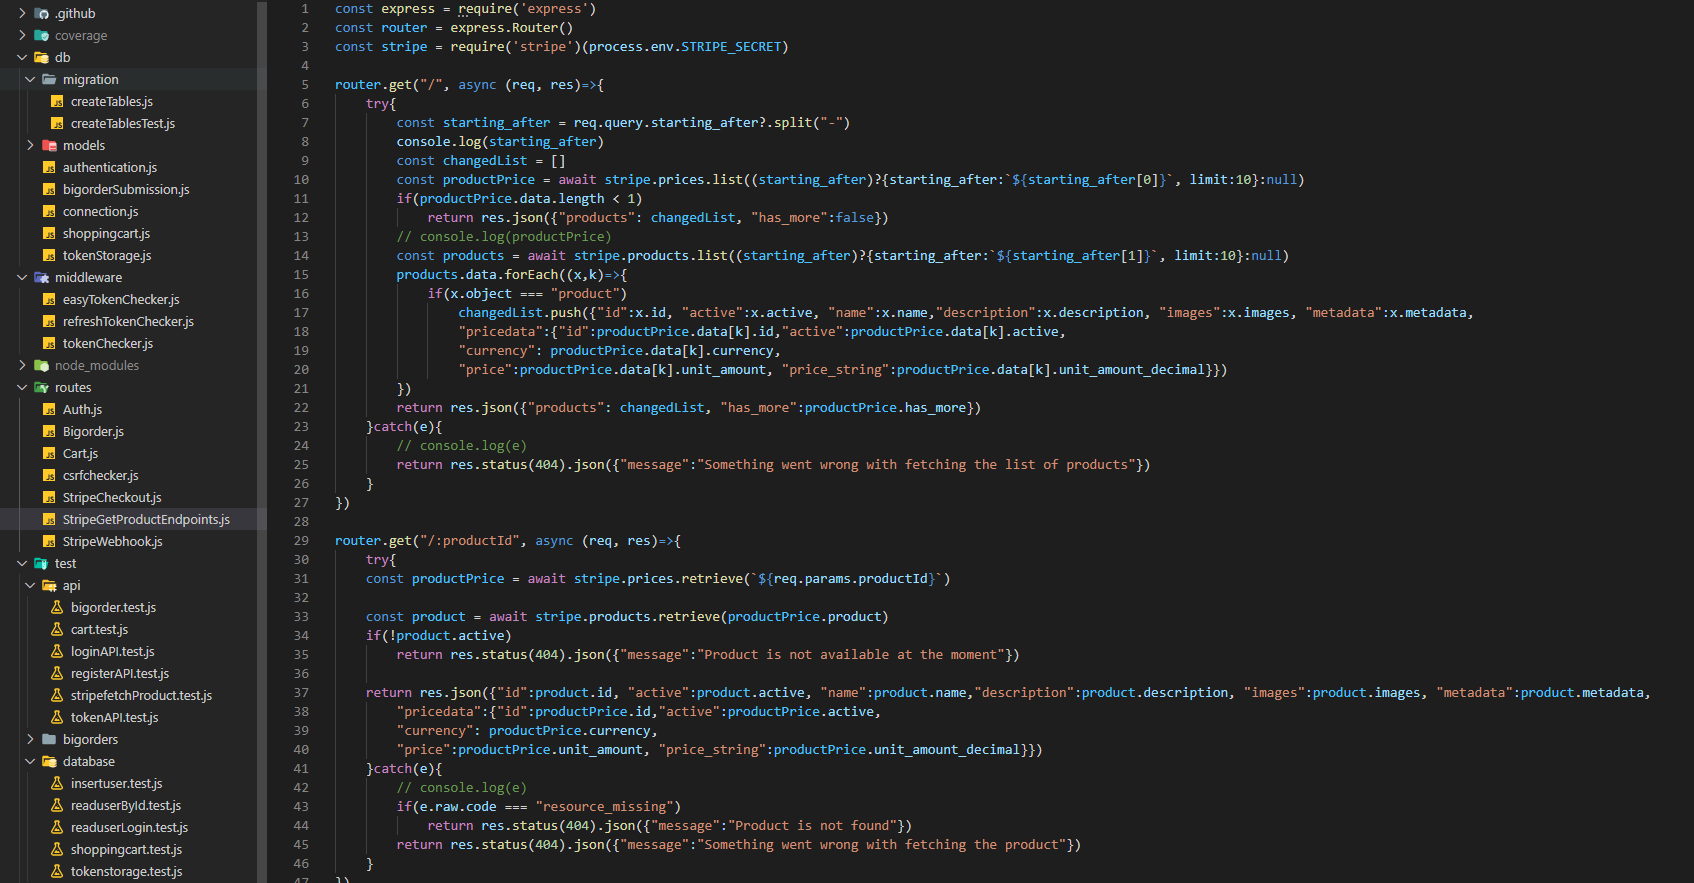 .github
coverage
db
migration
createTables.js
createTablesTest.js
models
authentication.js
bigorderSubmission.js
connection.js
shoppingcart.js
tokenStorage.js
middleware
easyTokenChecker.js
refreshTokenChecker.js
tokenChecker.js
node_modules
routes
Auth.js
Bigorder.js
Cart.js
csrfchecker.js
StripeCheckout.js
StripeGetProductEndpoints.js
StripeWebhook.js
test
api
bigorder.test.js
cart.test.js
loginAPI.test.js
registerAPI.test.js
stripefetchProduct.test.js
tokenAPI.test.js
bigorders
database
insertuser.test.js
readuserById.test.js
readuserLogin.test.js
shoppingcart.test.js
tokenstorage.test.js
1 const express = require('express')
2 const router = express.Router()
3 const stripe = require('stripe')(process.env.STRIPE_SECRET)
4
5 router.get("/", async (req, res)=>{
6 try{
7 const starting_after = req.query.starting_after?.split("-")
8 console.log(starting_after)
9 const changedList = []
10 const productPrice = await stripe.prices.list((starting_after)?{starting_after:`${starting_after[0]}`, limit:10}:null)
11 if(productPrice.data.length < 1)
12 return res.json({"products": changedList, "has_more":false})
13 // console.log(productPrice)
14 const products = await stripe.products.list((starting_after)?{starting_after:`${starting_after[1]}`, limit:10}:null)
15 products.data.forEach((x,k)=>{
16 if(x.object === "product")
17 changedList.push({"id":x.id, "active":x.active, "name":x.name,"description":x.description, "images":x.images, "metadata":x.metadata,
18 "pricedata":{"id":productPrice.data[k].id,"active":productPrice.data[k].active,
19 "currency": productPrice.data[k].currency,
20 "price":productPrice.data[k].unit_amount, "price_string":productPrice.data[k].unit_amount_decimal}})
21 })
22 return res.json({"products": changedList, "has_more":productPrice.has_more})
23 }catch(e){
24 // console.log(e)
25 return res.status(404).json({"message":"Something went wrong with fetching the list of products"})
26 }
27 })
28
29 router.get("/:productId", async (req, res)=>{
30 try{
31 const productPrice = await stripe.prices.retrieve(`${req.params.productId}`)
32
33 const product = await stripe.products.retrieve(productPrice.product)
34 if(!product.active)
35 return res.status(404).json({"message":"Product is not available at the moment"})
36
37 return res.json({"id":product.id, "active":product.active, "name":product.name,"description":product.description, "images":product.images, "metadata":product.metadata,
38 "pricedata":{"id":productPrice.id,"active":productPrice.active,
39 "currency": productPrice.currency,
40 "price":productPrice.unit_amount, "price_string":productPrice.unit_amount_decimal}})
41 }catch(e){
42 // console.log(e)
43 if(e.raw.code === "resource_missing")
44 return res.status(404).json({"message":"Product is not found"})
45 return res.status(404).json({"message":"Something went wrong with fetching the product"})
46 }
47 })